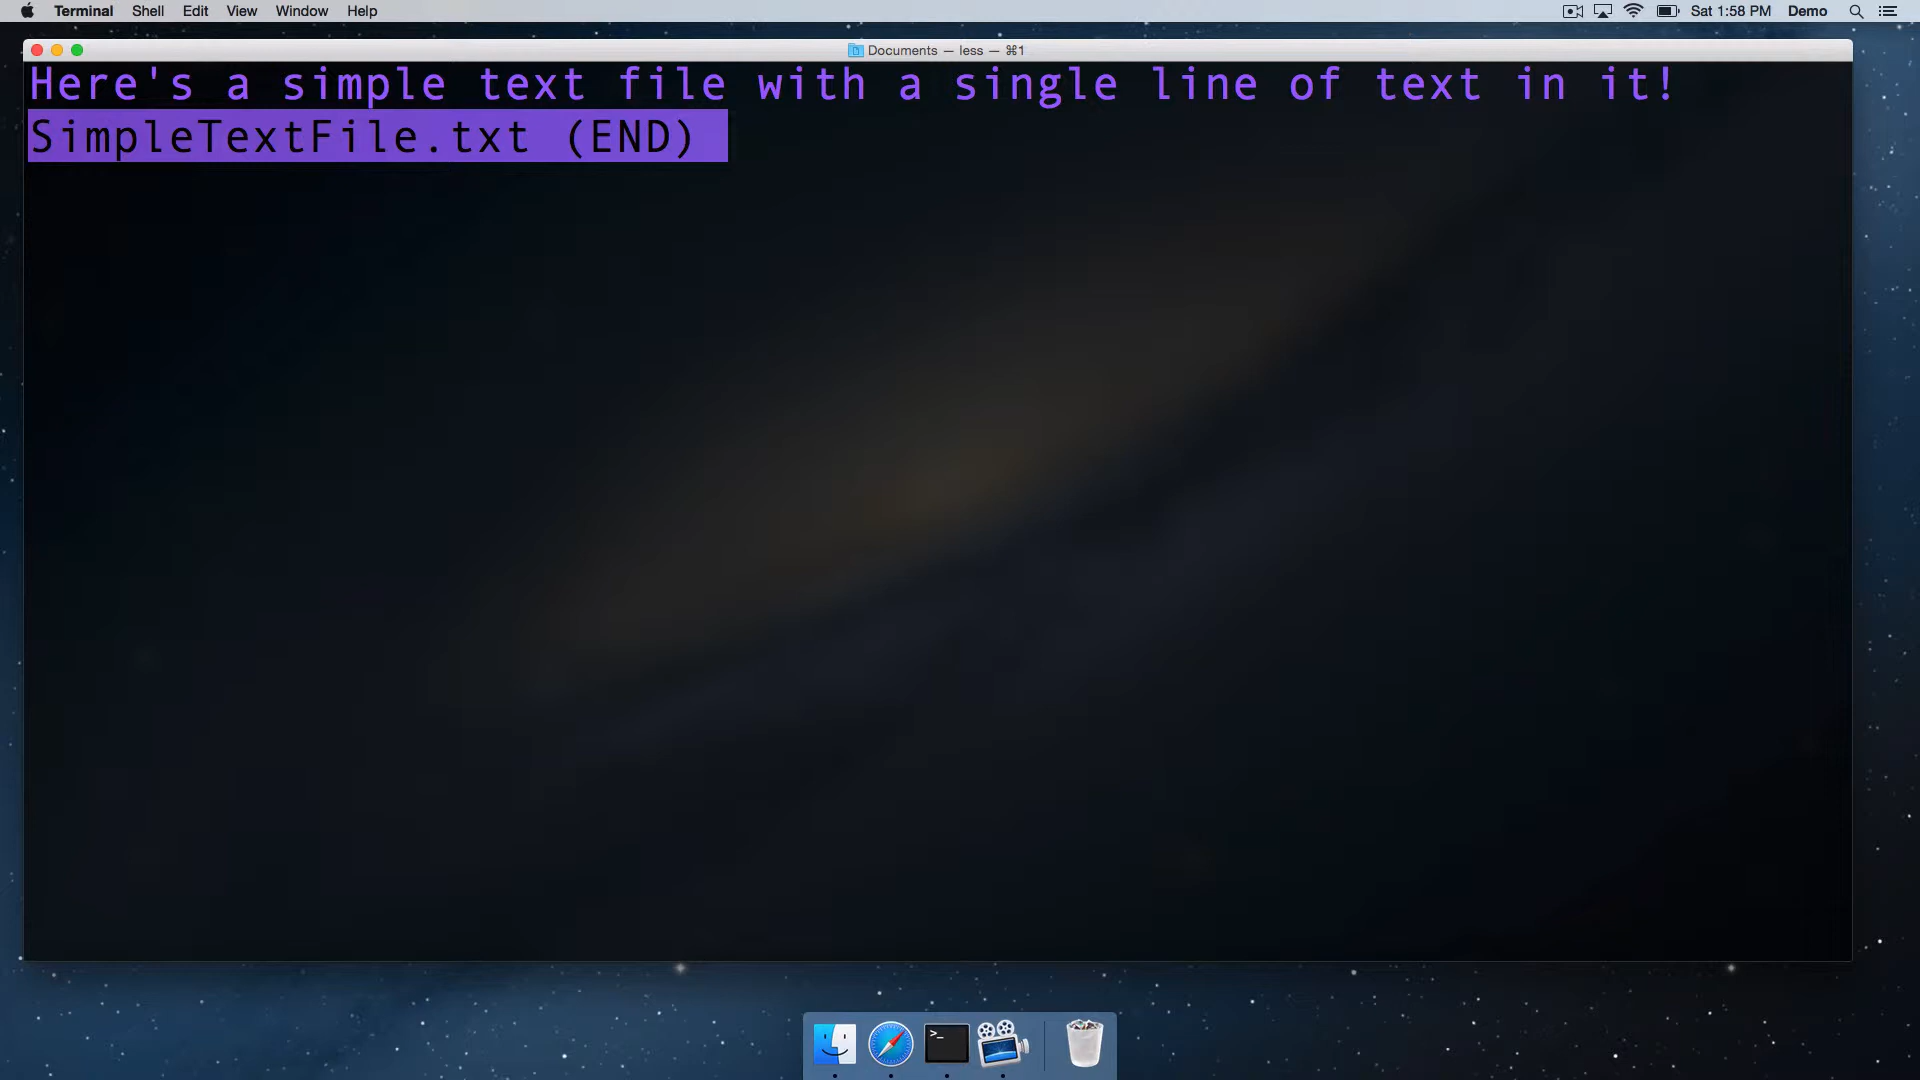 Terminal Shell Edit View Window Help Sat 1:58 PM Demo
Documents — less — ⌘1
Here's a simple text file with a single line of text in it!
SimpleTextFile.txt (END)
>_